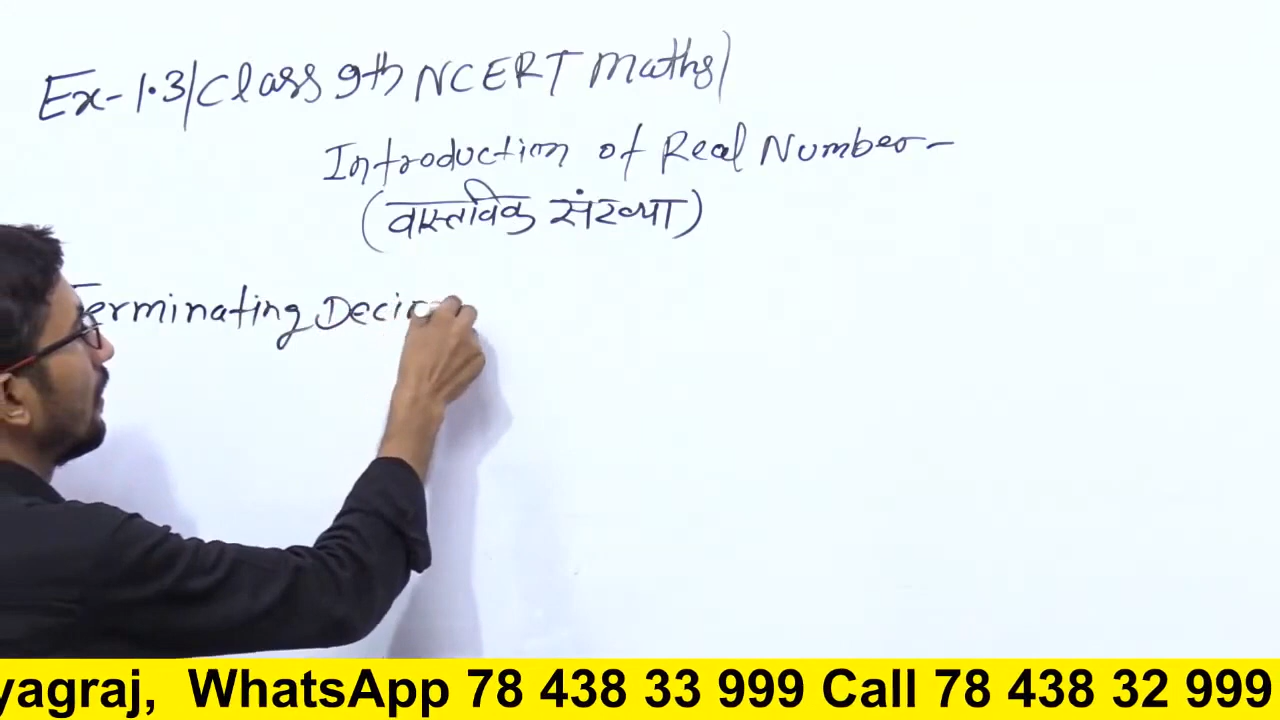 Ex-1.3/Class 9th NCERT Maths/
Introduction of Real Number-
(वास्तविक संख्या)
Terminating Deci
yagraj, WhatsApp 78 438 33 999 Call 78 438 32 999